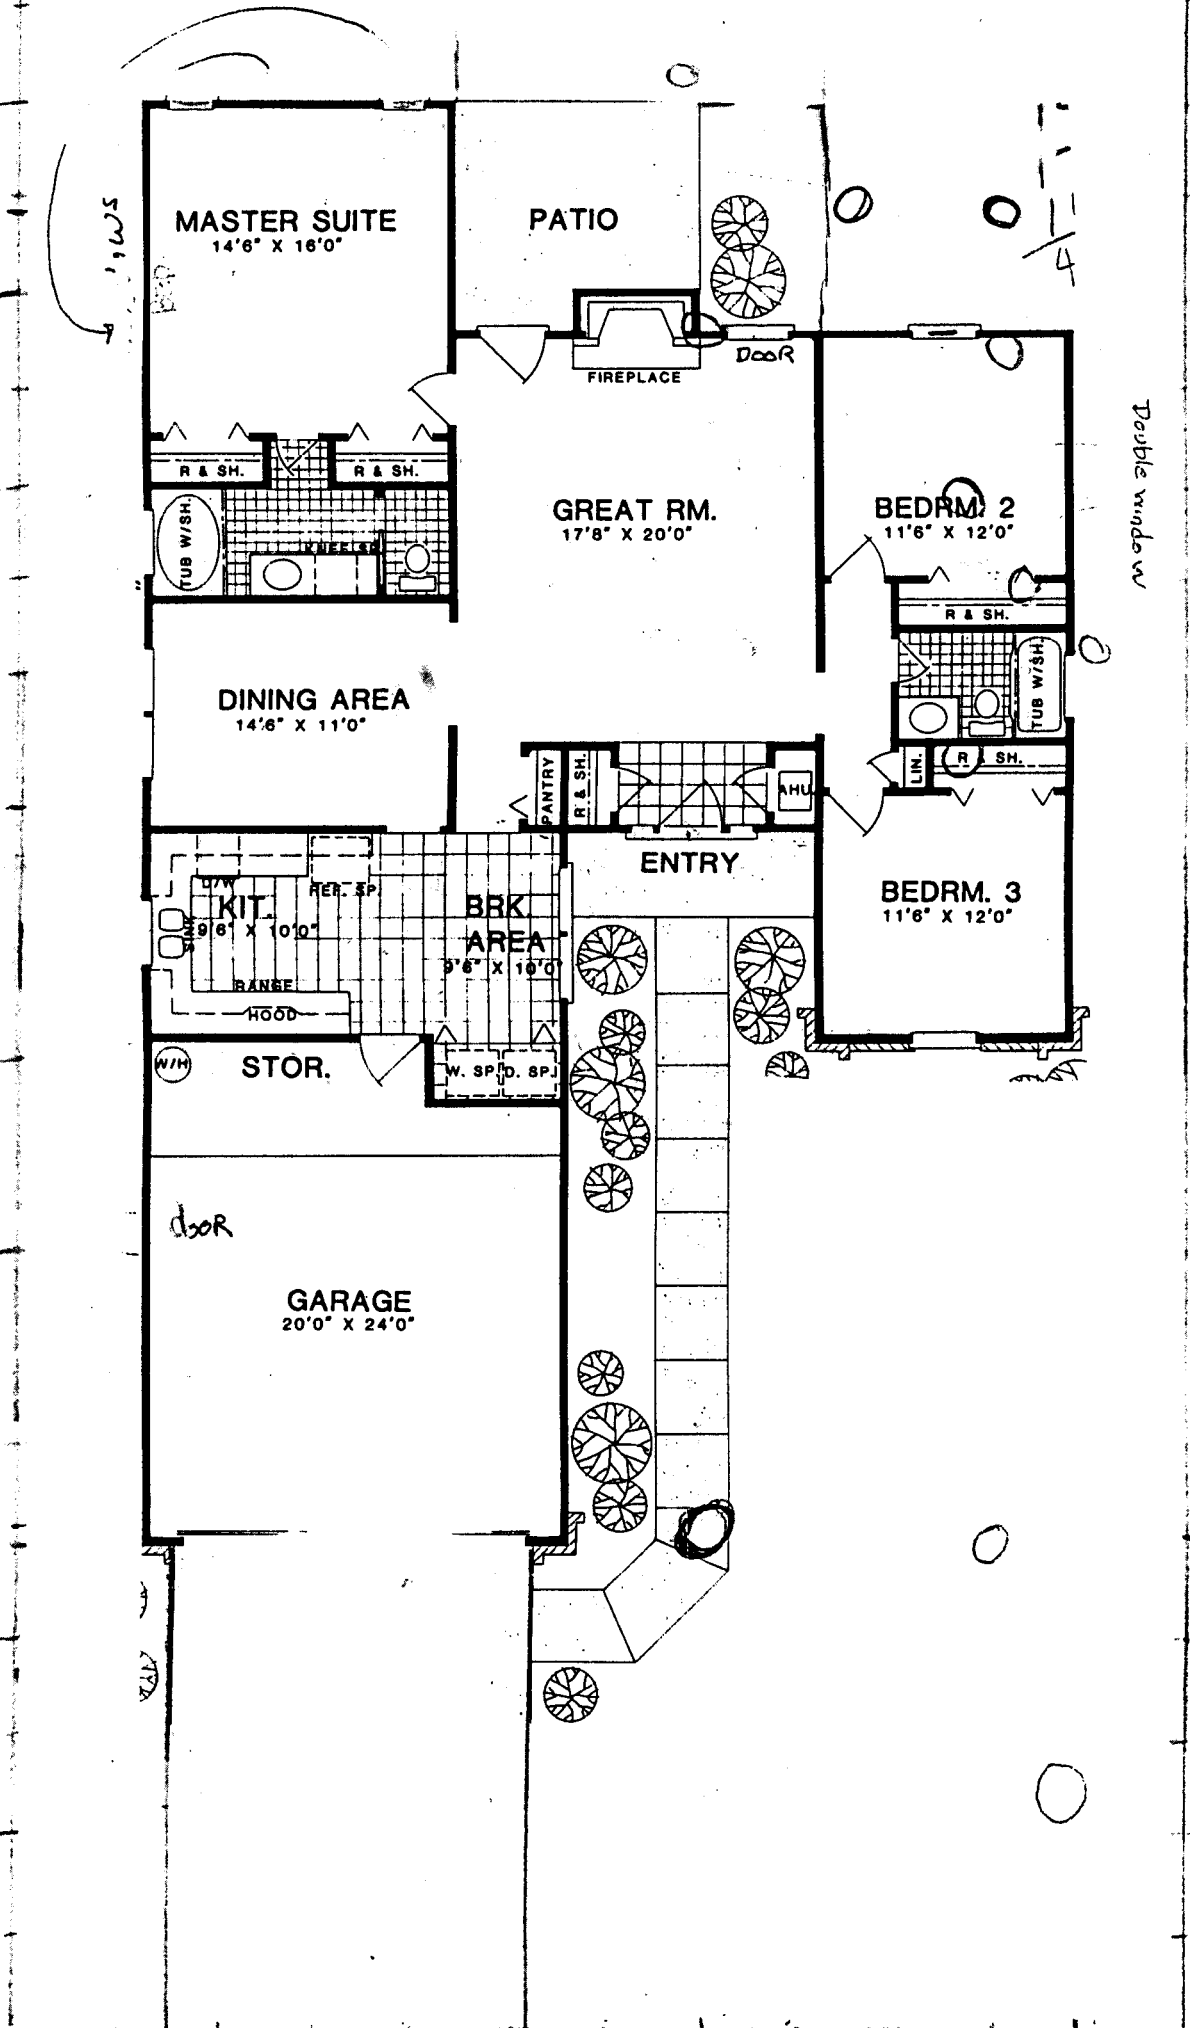 MASTER SUITE
14'6" X 16'0"
PATIO
DOOR
FIREPLACE
Double window
R & SH.
R & SH.
TUB W/SH.
KNEE SP.
GREAT RM.
17'8" X 20'0"
BEDRM. 2
11'6" X 12'0"
R & SH.
TUB W/SH.
DINING AREA
14'6" X 11'0"
PANTRY
R & SH.
AHU
LIN.
R & SH.
ENTRY
D/W
REF. SP.
KIT.
9'6" X 10'0"
SINK
BRK.
AREA
9'6" X 10'0"
RANGE
HOOD
BEDRM. 3
11'6" X 12'0"
W/H
STOR.
W. SP.
D. SP.
dooR
GARAGE
20'0" X 24'0"